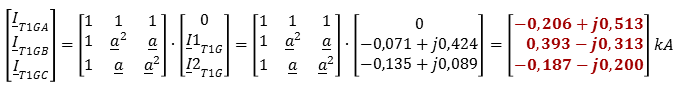 [I_T1GA; I_T1GB; I_T1GC] = [1 1 1; 1 a² a; 1 a a²] · [0; I1_T1G; I2_T1G] = [1 1 1; 1 a² a; 1 a a²] · [0; −0,071 + j0,424; −0,135 + j0,089] = [−0,206 + j0,513; 0,393 − j0,313; −0,187 − j0,200] kA